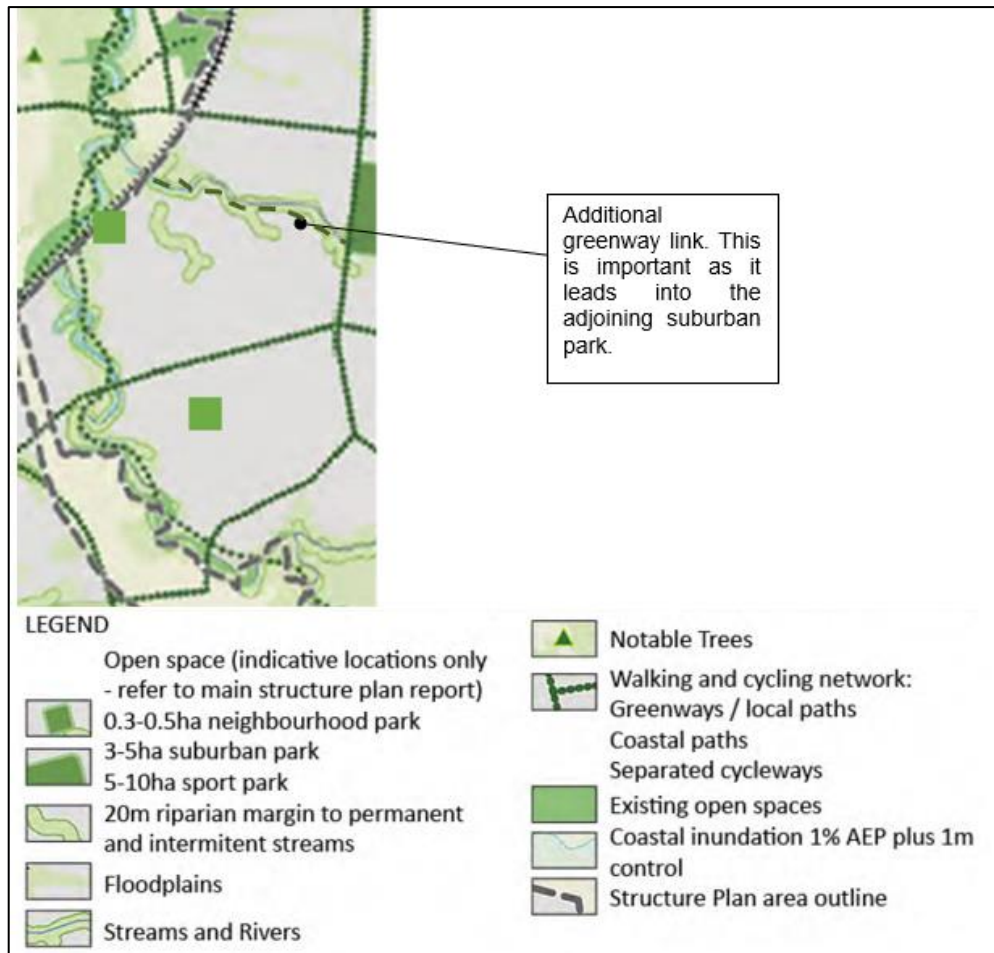 Additional
greenway link. This
is important as it
leads into the
adjoining suburban
park.
LEGEND
Open space (indicative locations only
- refer to main structure plan report)
0.3-0.5ha neighbourhood park
3-5ha suburban park
5-10ha sport park
20m riparian margin to permanent
and intermitent streams
Floodplains
Streams and Rivers
Notable Trees
Walking and cycling network:
Greenways / local paths
Coastal paths
Separated cycleways
Existing open spaces
Coastal inundation 1% AEP plus 1m
control
Structure Plan area outline